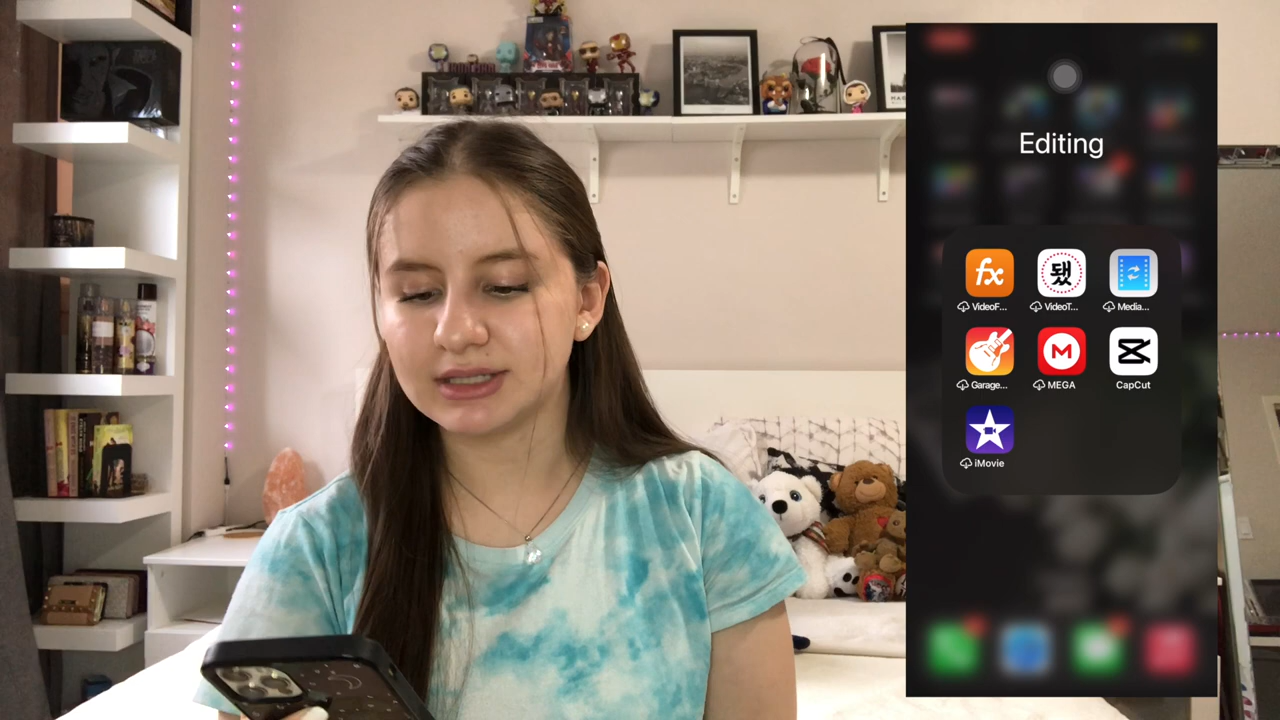 Editing
fx
됐
VideoF...
VideoT...
Media...
M
Garage...
MEGA
CapCut
iMovie